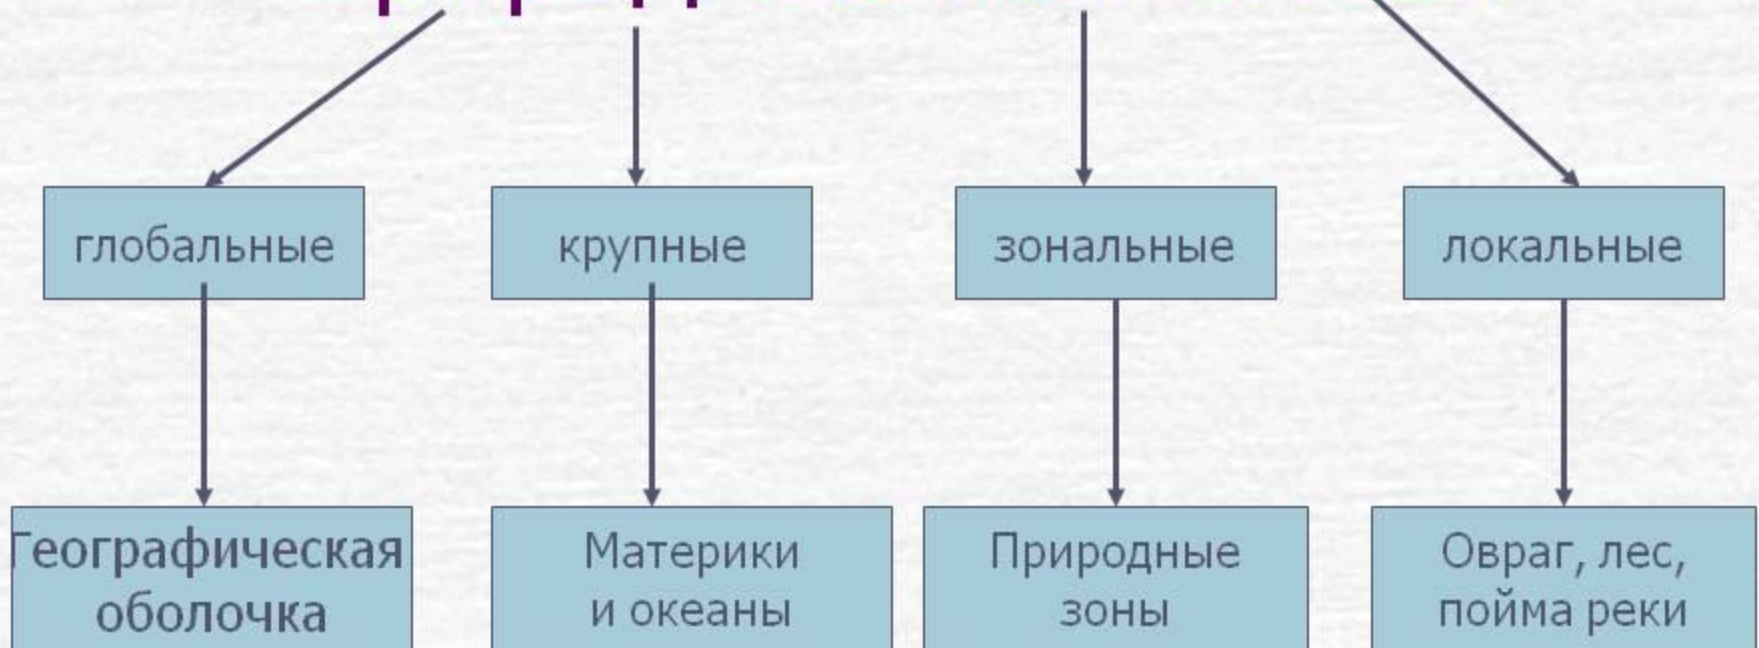 глобальные
крупные
зональные
локальные
Географическая
оболочка
Материки
и океаны
Природные
зоны
Овраг, лес,
пойма реки